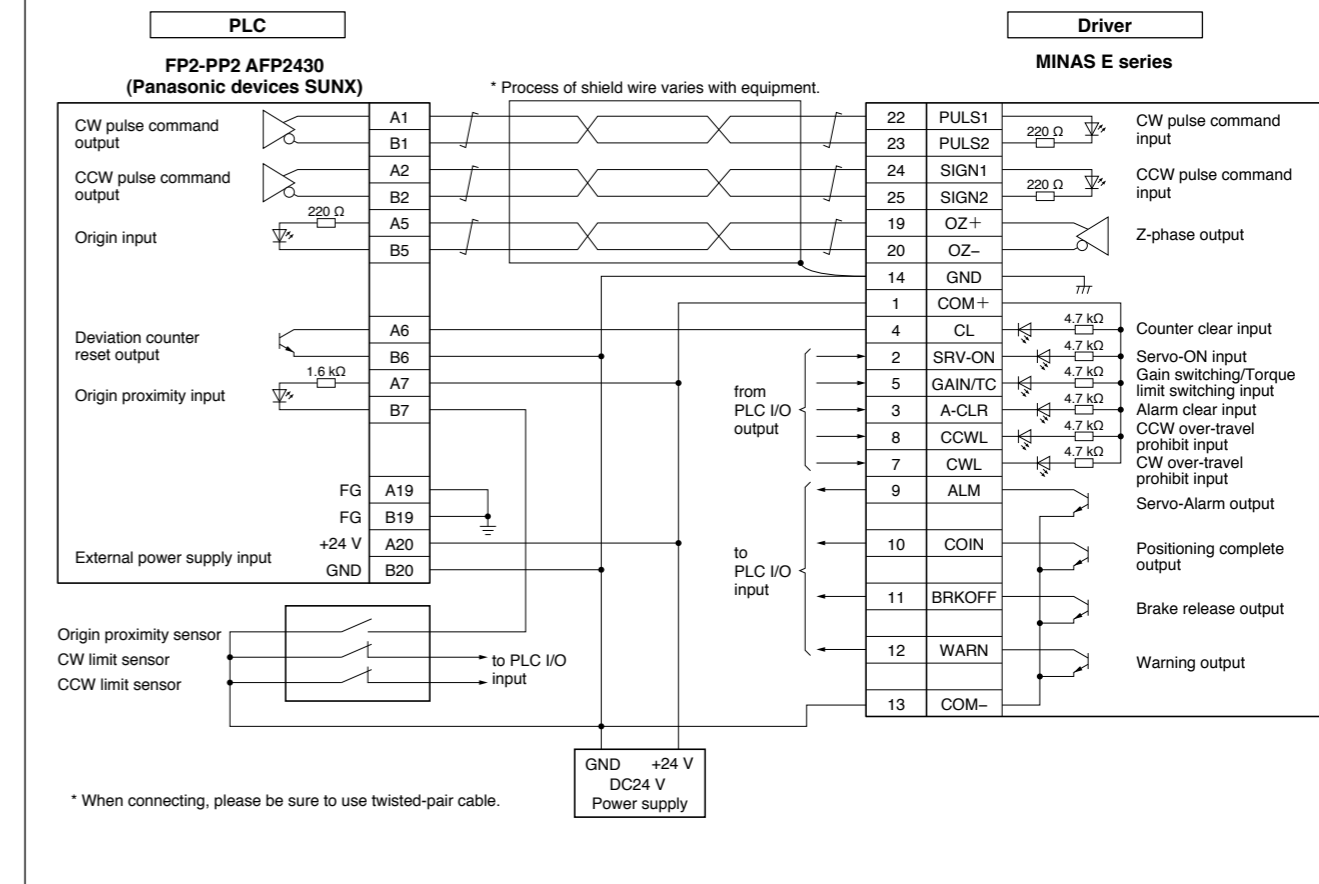 PLC
Driver
FP2-PP2 AFP2430
(Panasonic devices SUNX)
MINAS E series
* Process of shield wire varies with equipment.
CW pulse command
output
A1
B1
22 PULS1
23 PULS2
220 Ω
CW pulse command
input
CCW pulse command
output
A2
B2
24 SIGN1
25 SIGN2
220 Ω
CCW pulse command
input
Origin input
220 Ω
A5
B5
19 OZ+
20 OZ−
Z-phase output
14 GND
1 COM+
Deviation counter
reset output
A6
B6
4 CL
4.7 kΩ
Counter clear input
2 SRV-ON
4.7 kΩ
Servo-ON input
Origin proximity input
1.6 kΩ
A7
B7
from
PLC I/O
output
5 GAIN/TC
4.7 kΩ
Gain switching/Torque
limit switching input
3 A-CLR
4.7 kΩ
Alarm clear input
8 CCWL
4.7 kΩ
CCW over-travel
prohibit input
7 CWL
4.7 kΩ
CW over-travel
prohibit input
FG A19
FG B19
External power supply input
+24 V A20
GND B20
to
PLC I/O
input
9 ALM
Servo-Alarm output
10 COIN
Positioning complete
output
11 BRKOFF
Brake release output
12 WARN
Warning output
13 COM−
Origin proximity sensor
CW limit sensor
CCW limit sensor
to PLC I/O
input
GND +24 V
DC24 V
Power supply
* When connecting, please be sure to use twisted-pair cable.